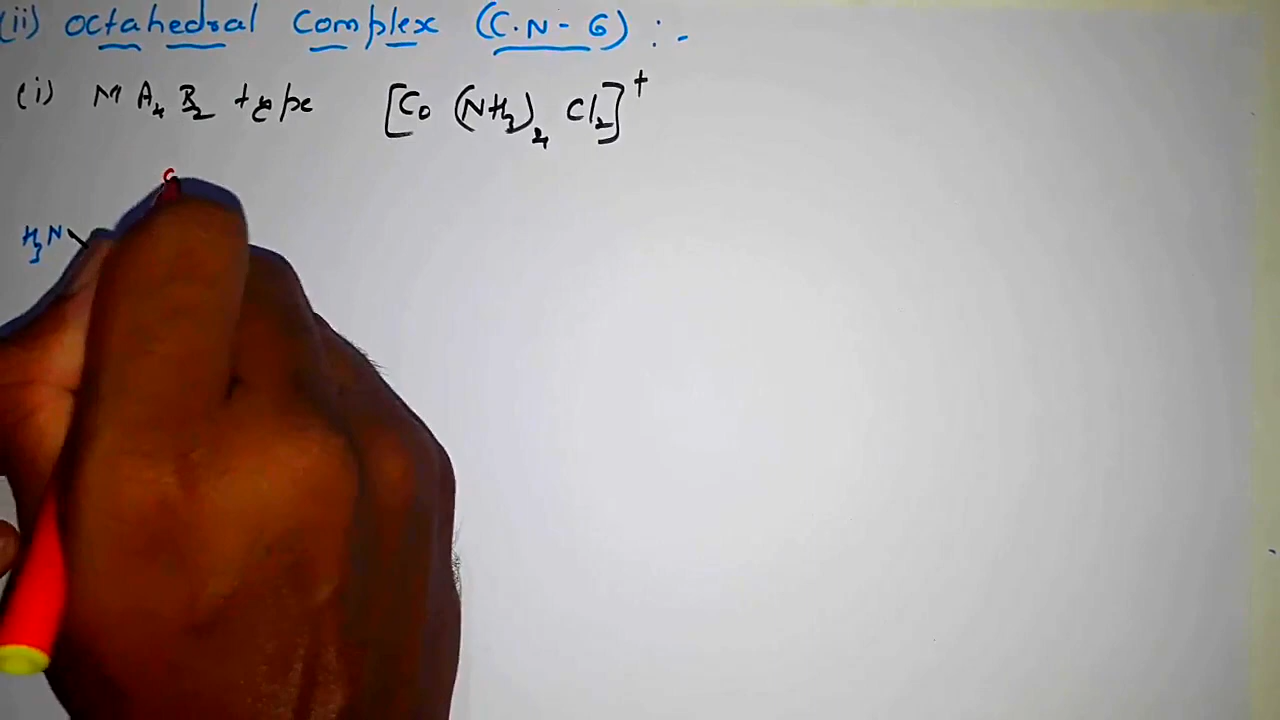 (ii) octahedral Complex (C.N - 6) :-
(i) MA₄B₂ type [Co(NH₃)₄Cl₂]⁺
H₃N